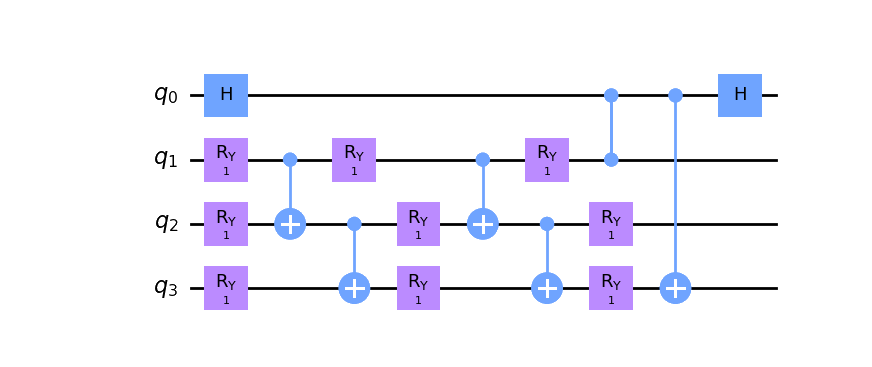 q0 H H
q1 RY 1 RY 1 RY 1
q2 RY 1 RY 1 RY 1
q3 RY 1 RY 1 RY 1